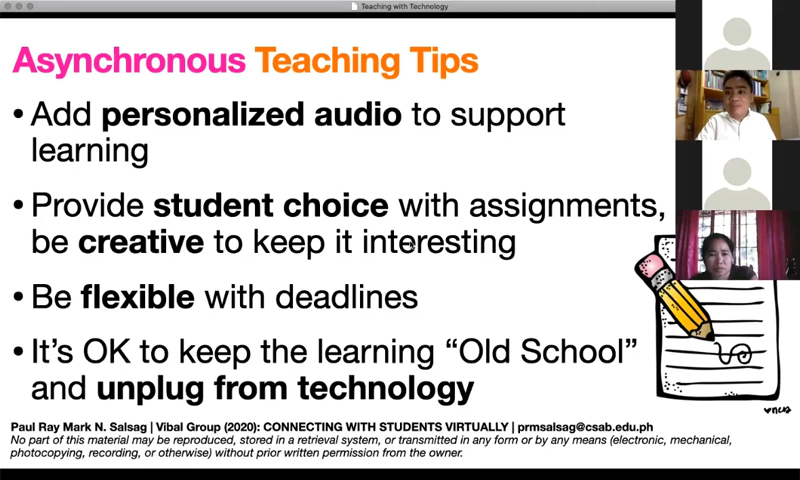 Teaching with Technology
Asynchronous Teaching Tips
• Add personalized audio to support
learning
• Provide student choice with assignments,
be creative to keep it interesting
• Be flexible with deadlines
• It’s OK to keep the learning “Old School”
and unplug from technology
Paul Ray Mark N. Salsag | Vibal Group (2020): CONNECTING WITH STUDENTS VIRTUALLY | prmsalsag@csab.edu.ph
No part of this material may be reproduced, stored in a retrieval system, or transmitted in any form or by any means (electronic, mechanical,
photocopying, recording, or otherwise) without prior written permission from the owner.